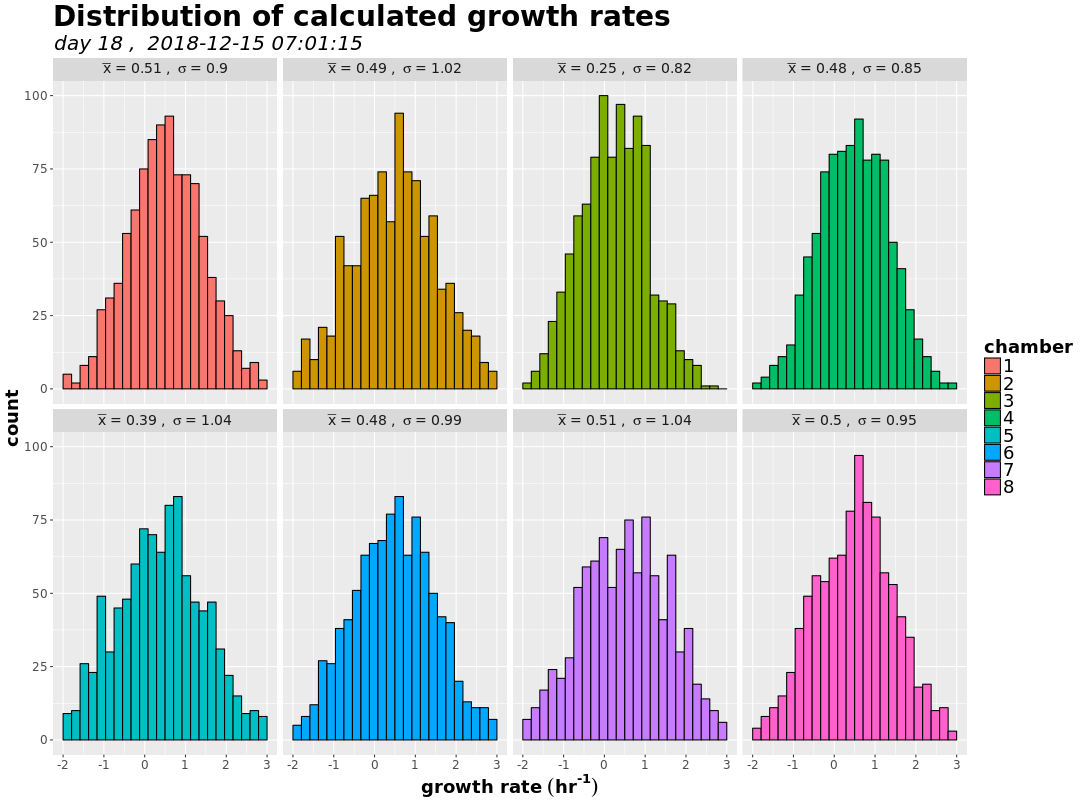 Distribution of calculated growth rates
day 18 ,  2018-12-15 07:01:15
x̅ = 0.51 ,  σ = 0.9
x̅ = 0.49 ,  σ = 1.02
x̅ = 0.25 ,  σ = 0.82
x̅ = 0.48 ,  σ = 0.85
100
75
50
25
0
x̅ = 0.39 ,  σ = 1.04
x̅ = 0.48 ,  σ = 0.99
x̅ = 0.51 ,  σ = 1.04
x̅ = 0.5 ,  σ = 0.95
100
75
50
25
0
-2 -1 0 1 2 3
-2 -1 0 1 2 3
-2 -1 0 1 2 3
-2 -1 0 1 2 3
count
growth rate (hr⁻¹)
chamber
1
2
3
4
5
6
7
8